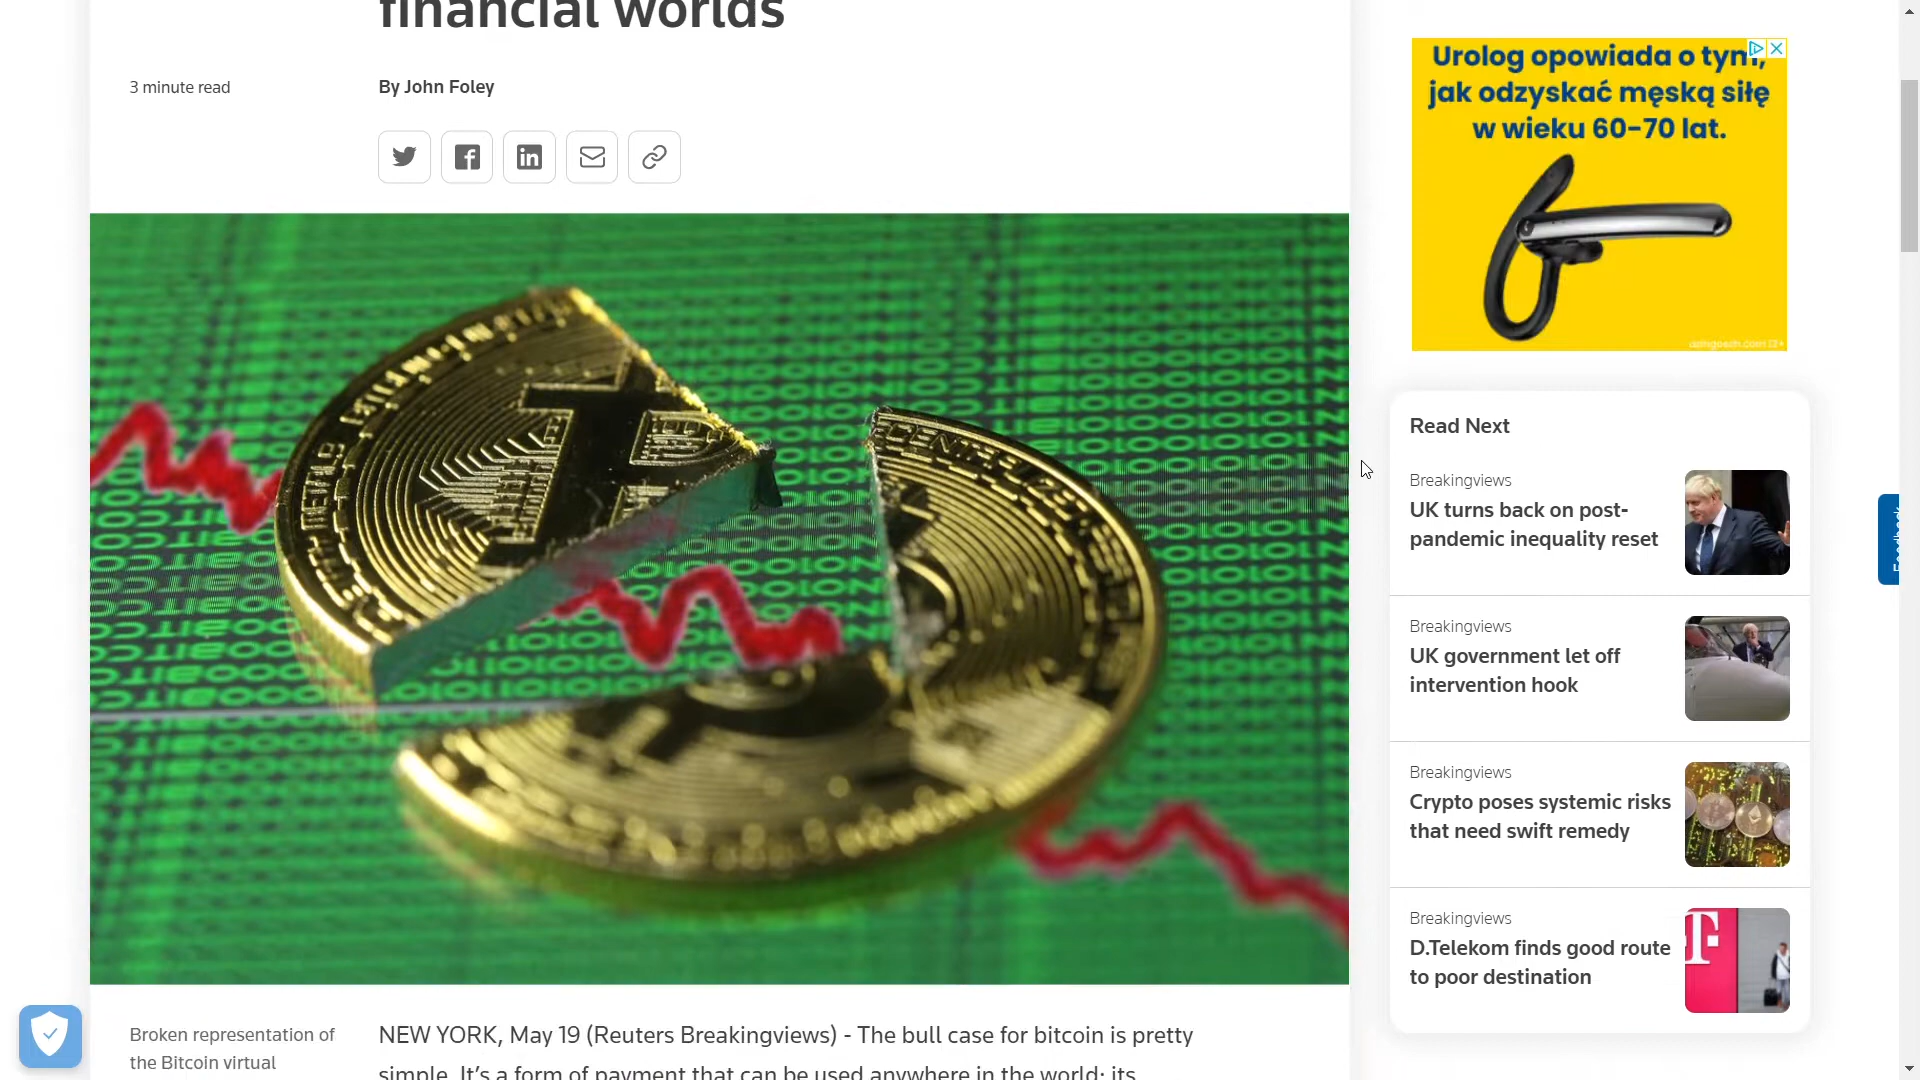 financial worlds
3 minute read
By John Foley
Urolog opowiada o tym,
jak odzyskać męską siłę
w wieku 60-70 lat.
Read Next
Breakingviews
UK turns back on post-
pandemic inequality reset
Breakingviews
UK government let off
intervention hook
Breakingviews
Crypto poses systemic risks
that need swift remedy
Breakingviews
D.Telekom finds good route
to poor destination
Broken representation of
the Bitcoin virtual
NEW YORK, May 19 (Reuters Breakingviews) - The bull case for bitcoin is pretty
simple. It's a form of payment that can be used anywhere in the world; its